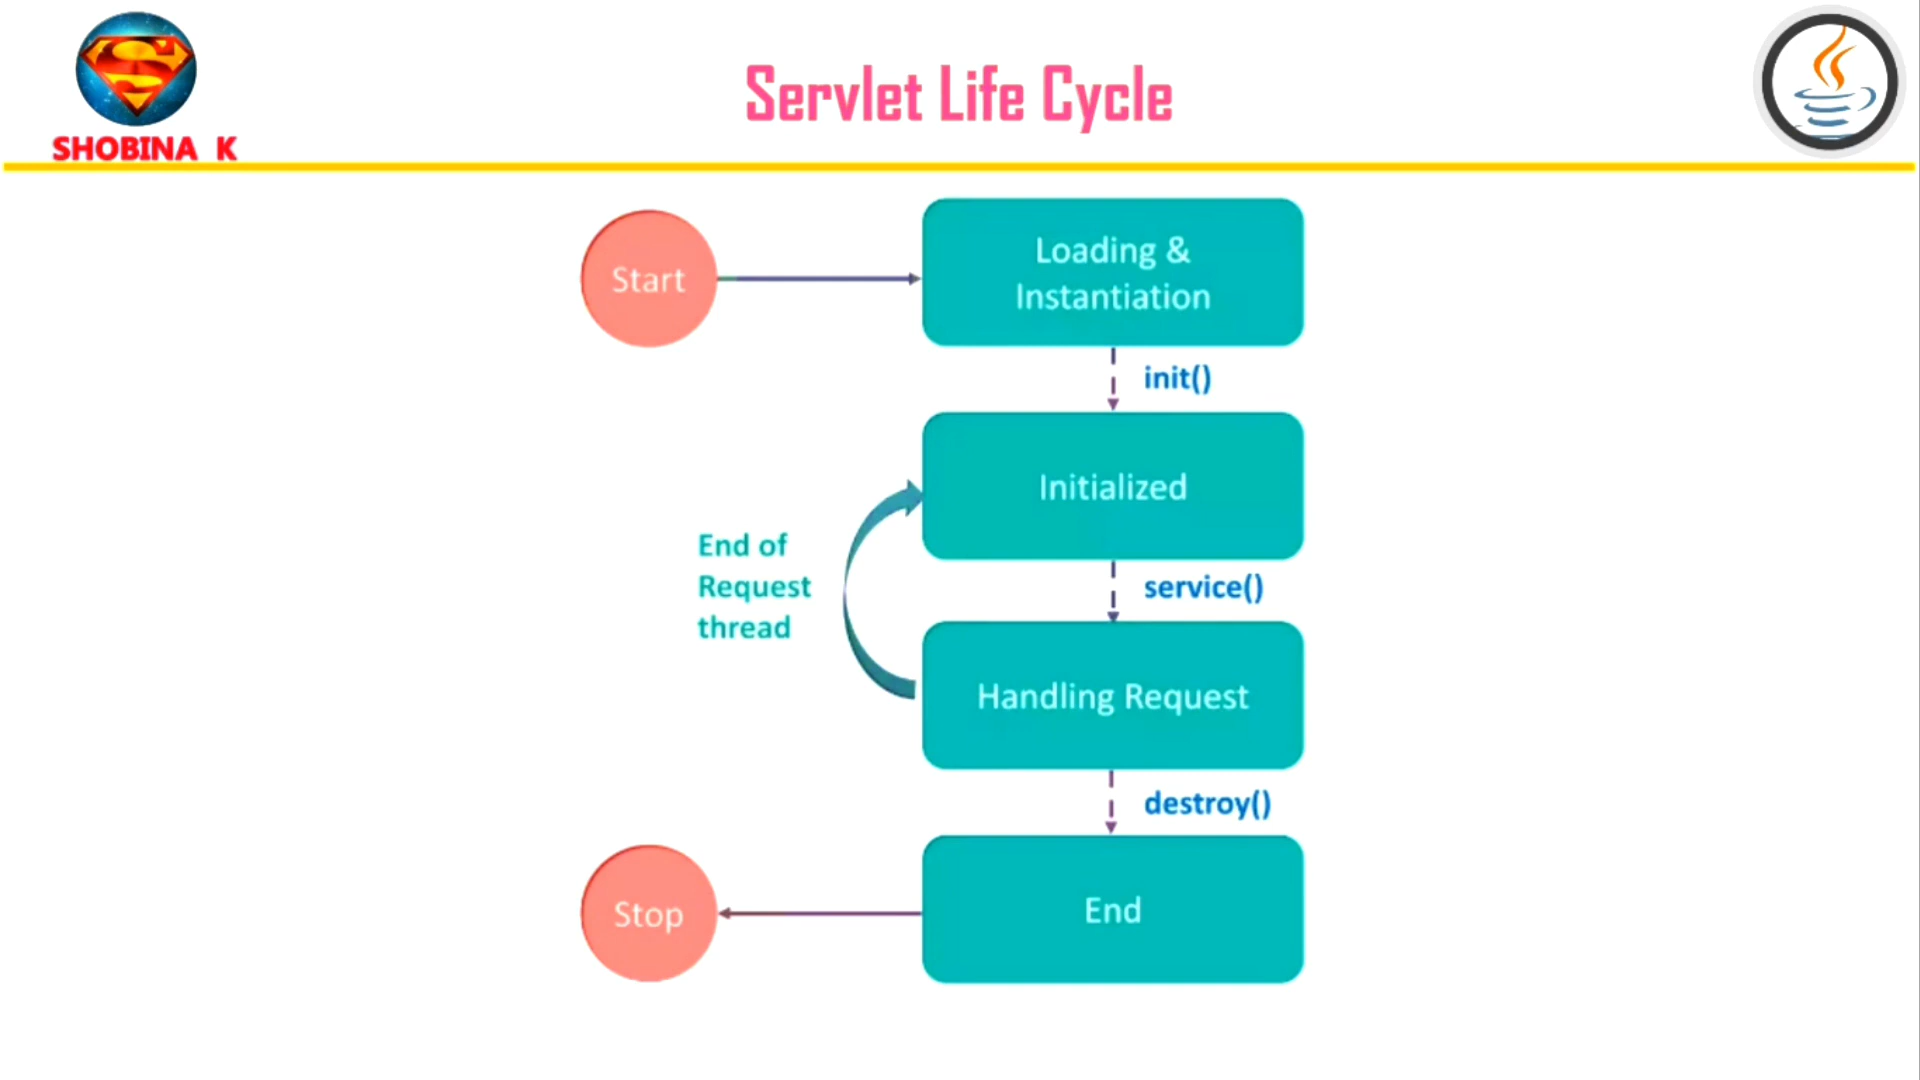 S
SHOBINA K
Servlet Life Cycle
Start
Loading &
Instantiation
init()
Initialized
End of
Request
thread
service()
Handling Request
destroy()
Stop
End